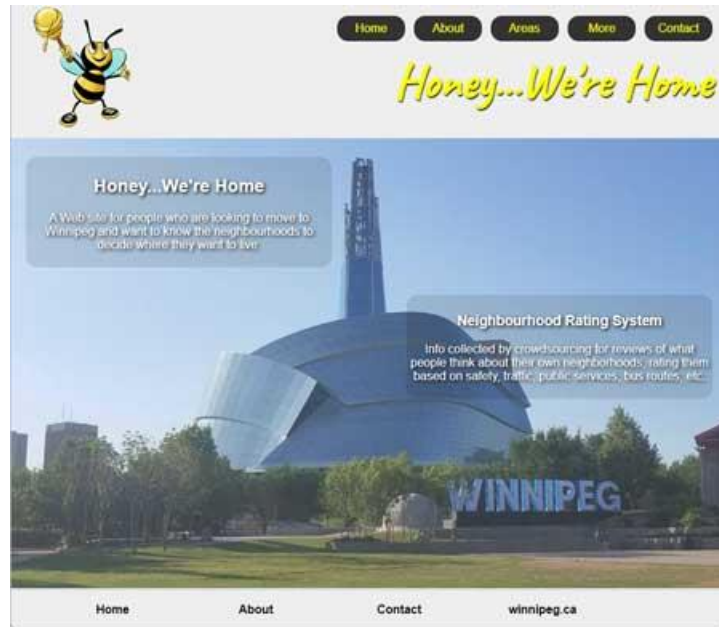 Home About Areas More Contact
Honey...We're Home
Honey...We're Home
A Web site for people who are looking to move to
Winnipeg and want to know the neighbourhoods to
decide where they want to live.
Neighbourhood Rating System
Info collected by crowdsourcing for reviews of what
people think about their own neighborhoods, rating them
based on safety, traffic, public services, bus routes, etc.
WINNIPEG
Home About Contact winnipeg.ca